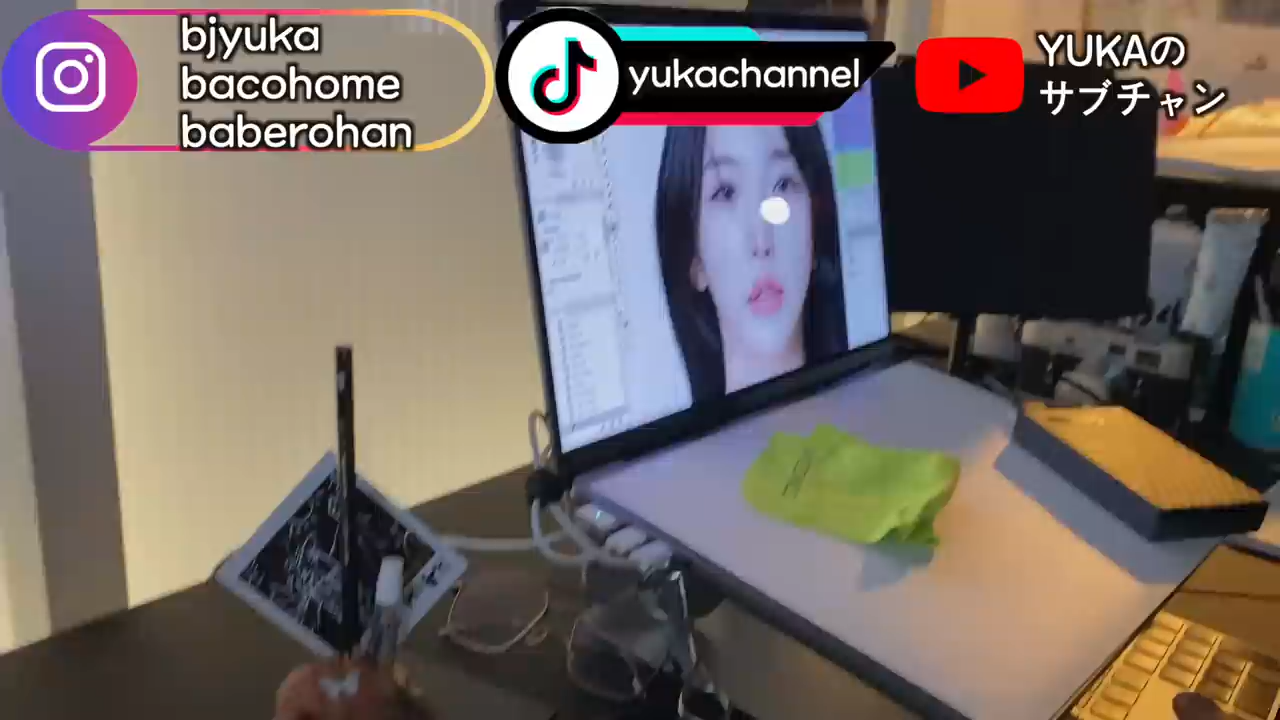 bjyuka
bacohome
baberohan
yukachannel
YUKAの
サブチャン